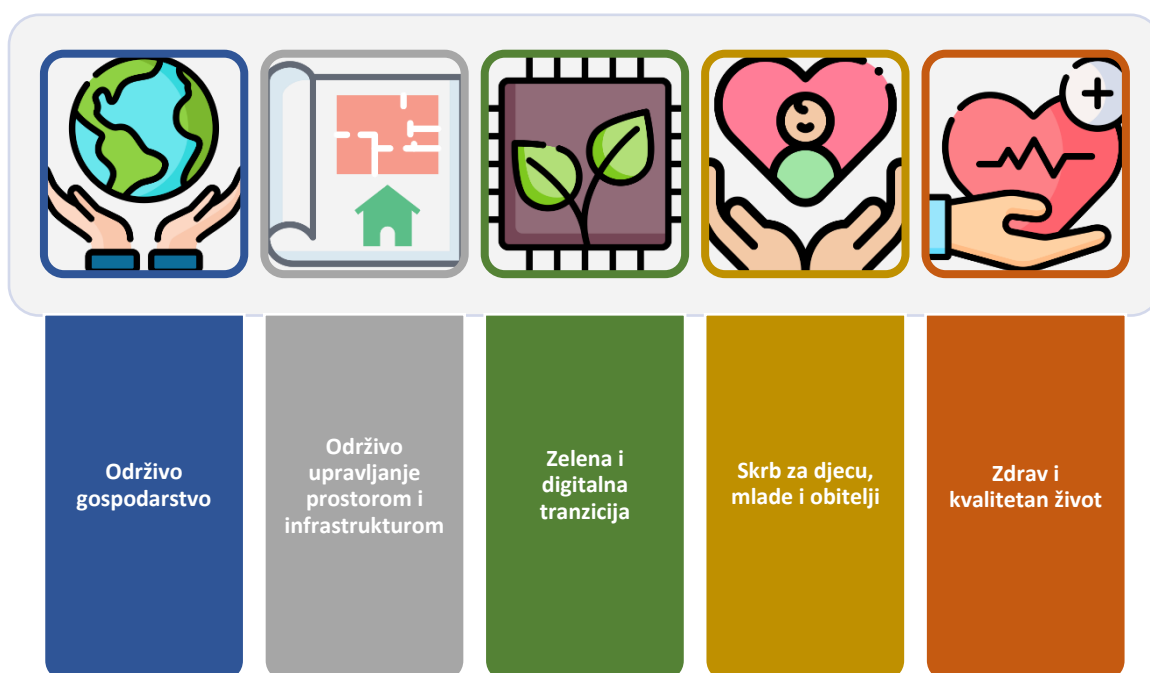 Održivo
gospodarstvo
Održivo
upravljanje
prostorom i
infrastrukturom
Zelena i
digitalna
tranzicija
Skrb za djecu,
mlade i obitelji
Zdrav i
kvalitetan život